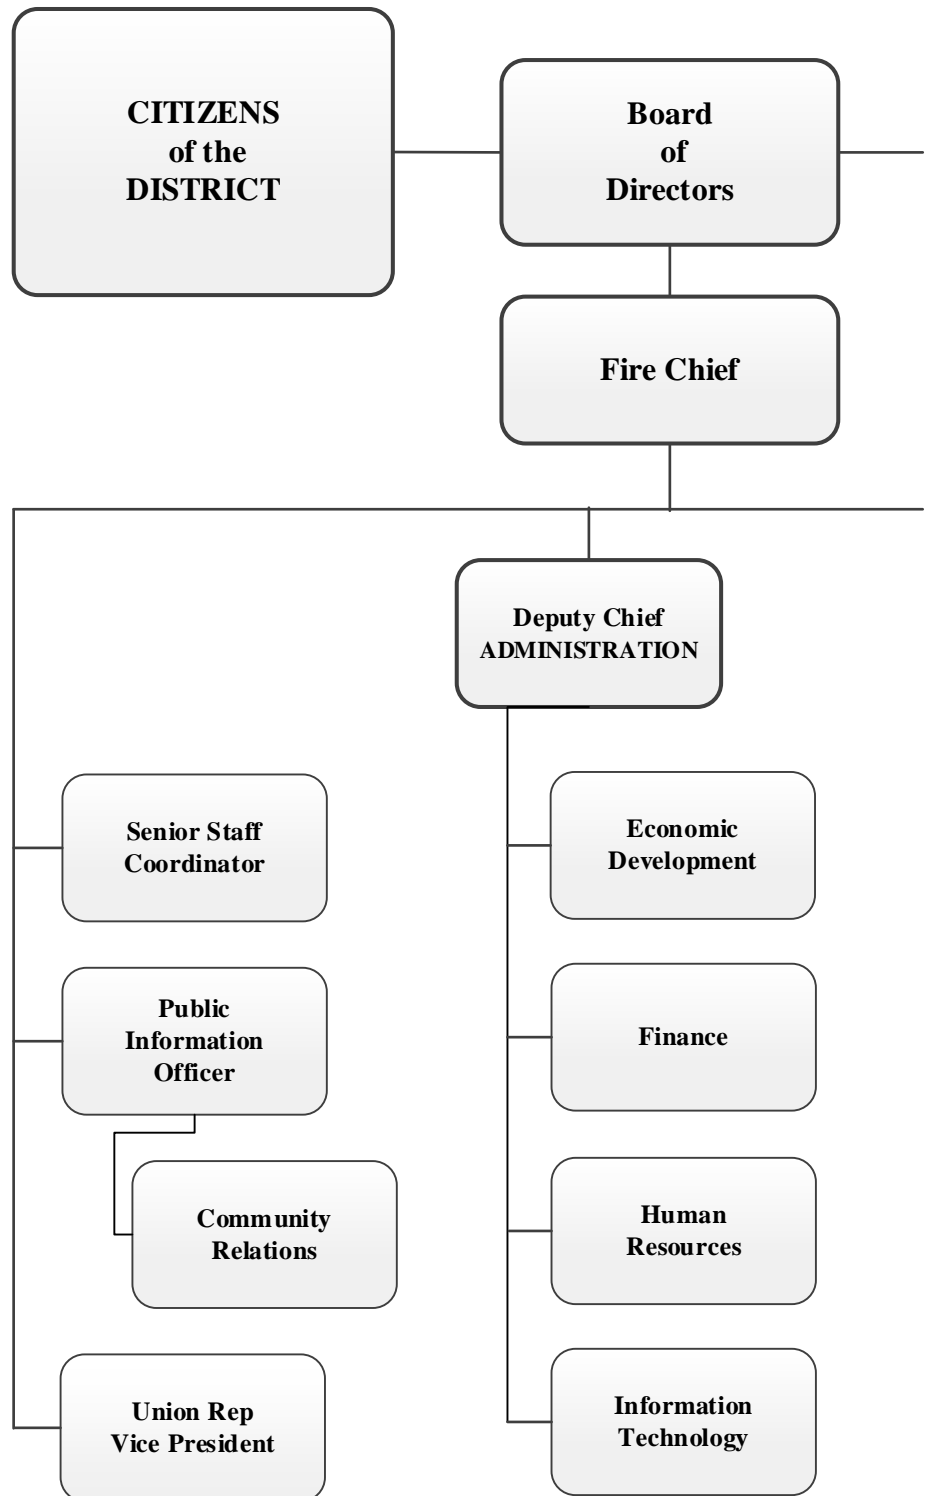 CITIZENS
of the
DISTRICT
Board
of
Directors
Fire Chief
Deputy Chief
ADMINISTRATION
Senior Staff
Coordinator
Public
Information
Officer
Community
Relations
Union Rep
Vice President
Economic
Development
Finance
Human
Resources
Information
Technology